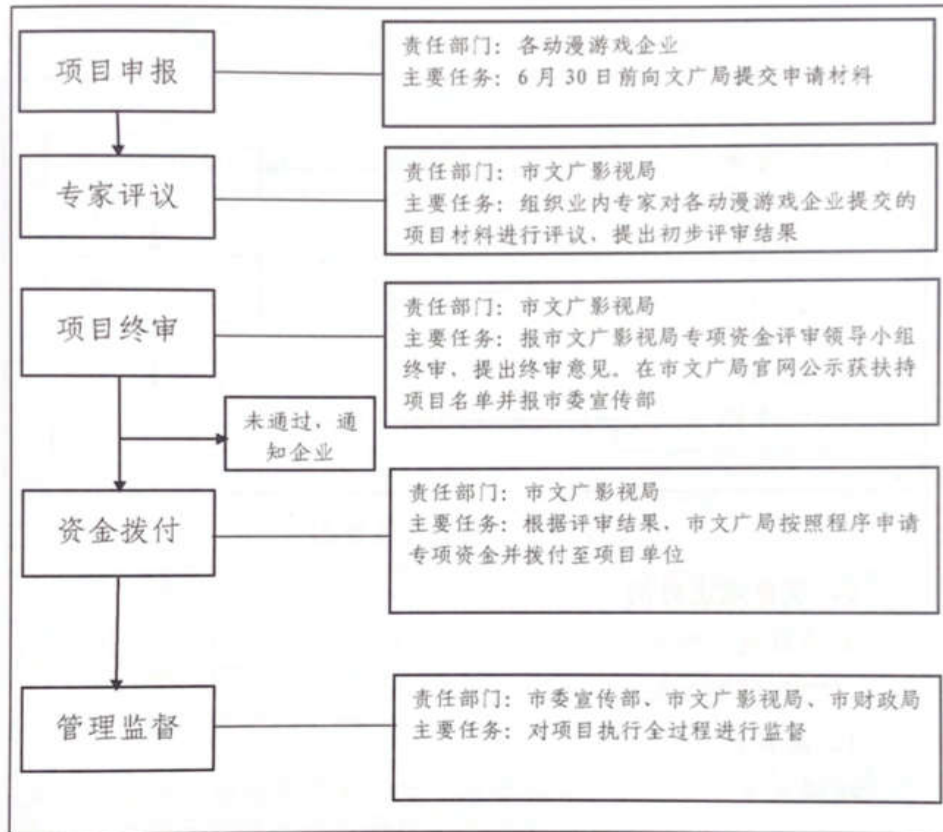 项目申报
责任部门：各动漫游戏企业
主要任务：6月30日前向文广局提交申请材料
专家评议
责任部门：市文广影视局
主要任务：组织业内专家对各动漫游戏企业提交的
项目材料进行评议、提出初步评审结果
项目终审
责任部门：市文广影视局
主要任务：报市文广影视局专项资金评审领导小组
终审、提出终审意见。在市文广局官网公示获扶持
项目名单并报市委宣传部
未通过，通
知企业
资金拨付
责任部门：市文广影视局
主要任务：根据评审结果、市文广局按照程序申请
专项资金并拨付至项目单位
管理监督
责任部门：市委宣传部、市文广影视局、市财政局
主要任务：对项目执行全过程进行监督